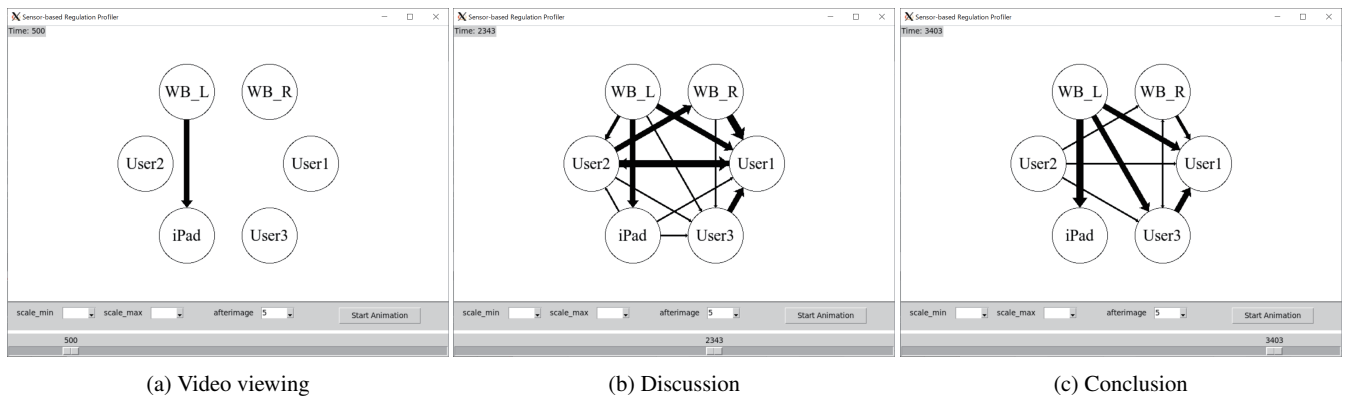 Sensor-based Regulation Profiler
Time: 500
WB_L
WB_R
User2
User1
iPad
User3
scale_min
scale_max
afterimage 5
Start Animation
500
(a) Video viewing
Sensor-based Regulation Profiler
Time: 2343
WB_L
WB_R
User2
User1
iPad
User3
scale_min
scale_max
afterimage 5
Start Animation
2343
(b) Discussion
Sensor-based Regulation Profiler
Time: 3403
WB_L
WB_R
User2
User1
iPad
User3
scale_min
scale_max
afterimage 5
Start Animation
3403
(c) Conclusion